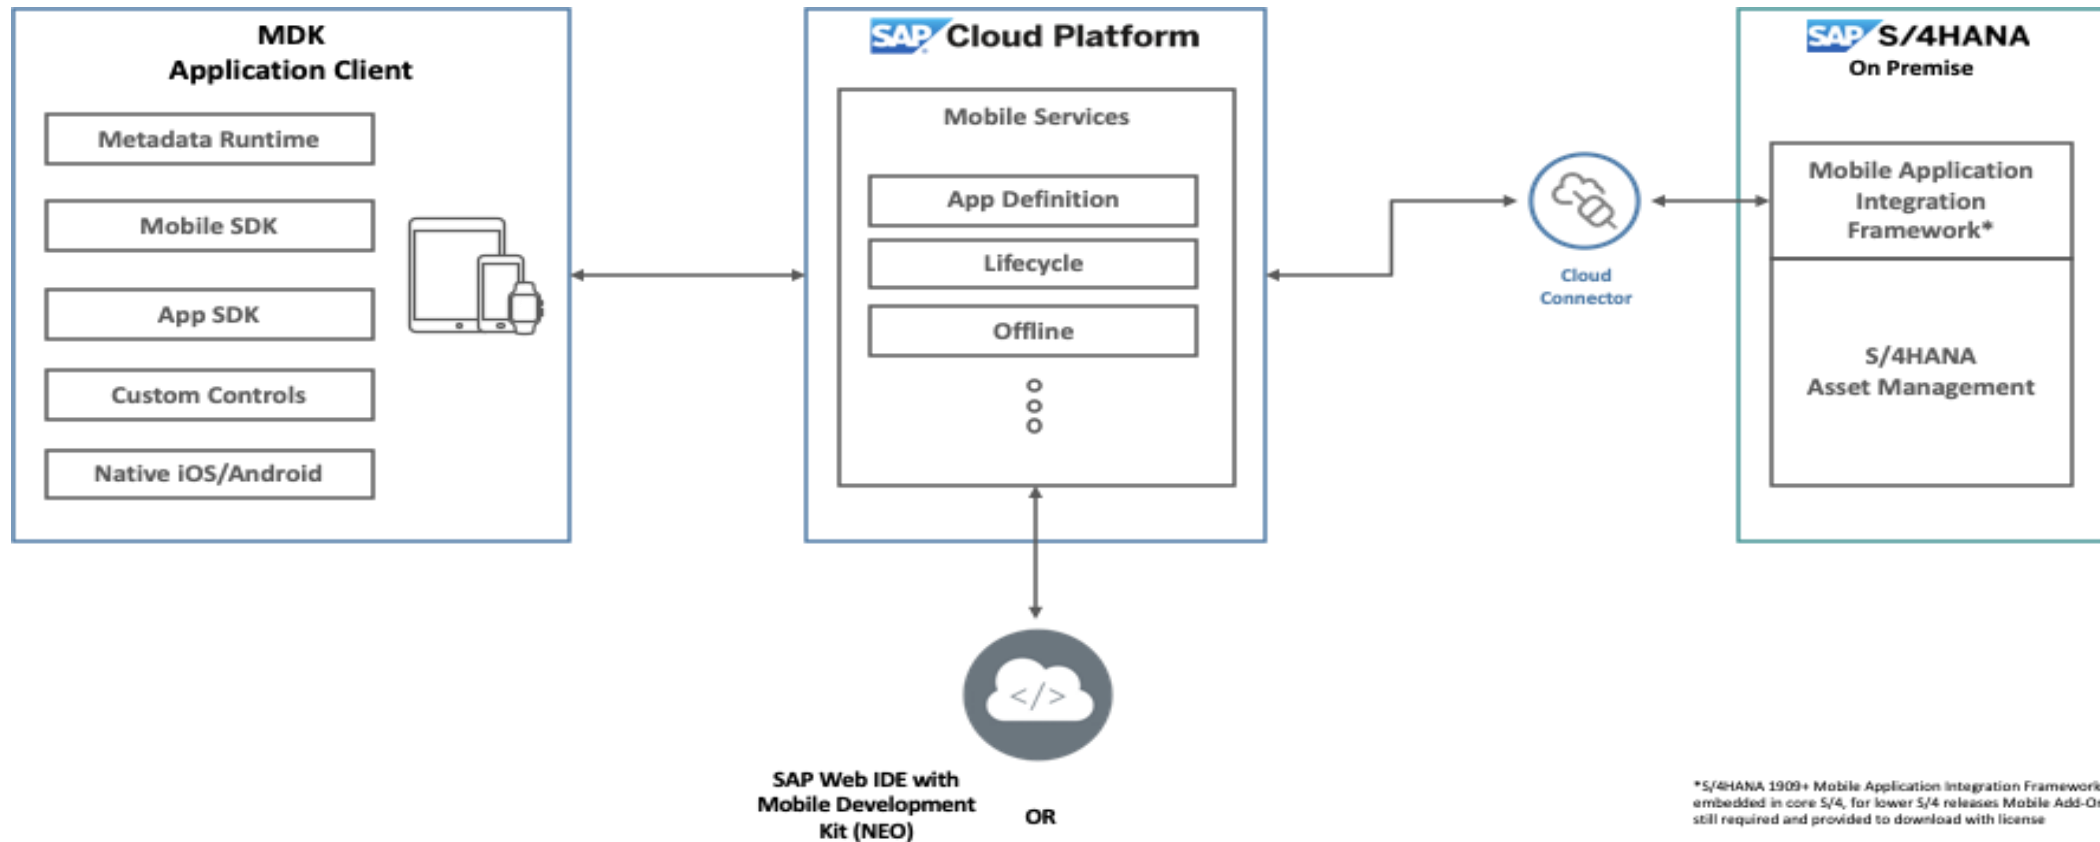 MDK
Application Client
Metadata Runtime
Mobile SDK
App SDK
Custom Controls
Native iOS/Android
SAP Cloud Platform
Mobile Services
App Definition
Lifecycle
Offline
Cloud
Connector
SAP S/4HANA
On Premise
Mobile Application
Integration
Framework*
S/4HANA
Asset Management
</>
SAP Web IDE with
Mobile Development
Kit (NEO)
OR
*S/4HANA 1909+ Mobile Application Integration Framework
embedded in core S/4, for lower S/4 releases Mobile Add-On
still required and provided to download with license